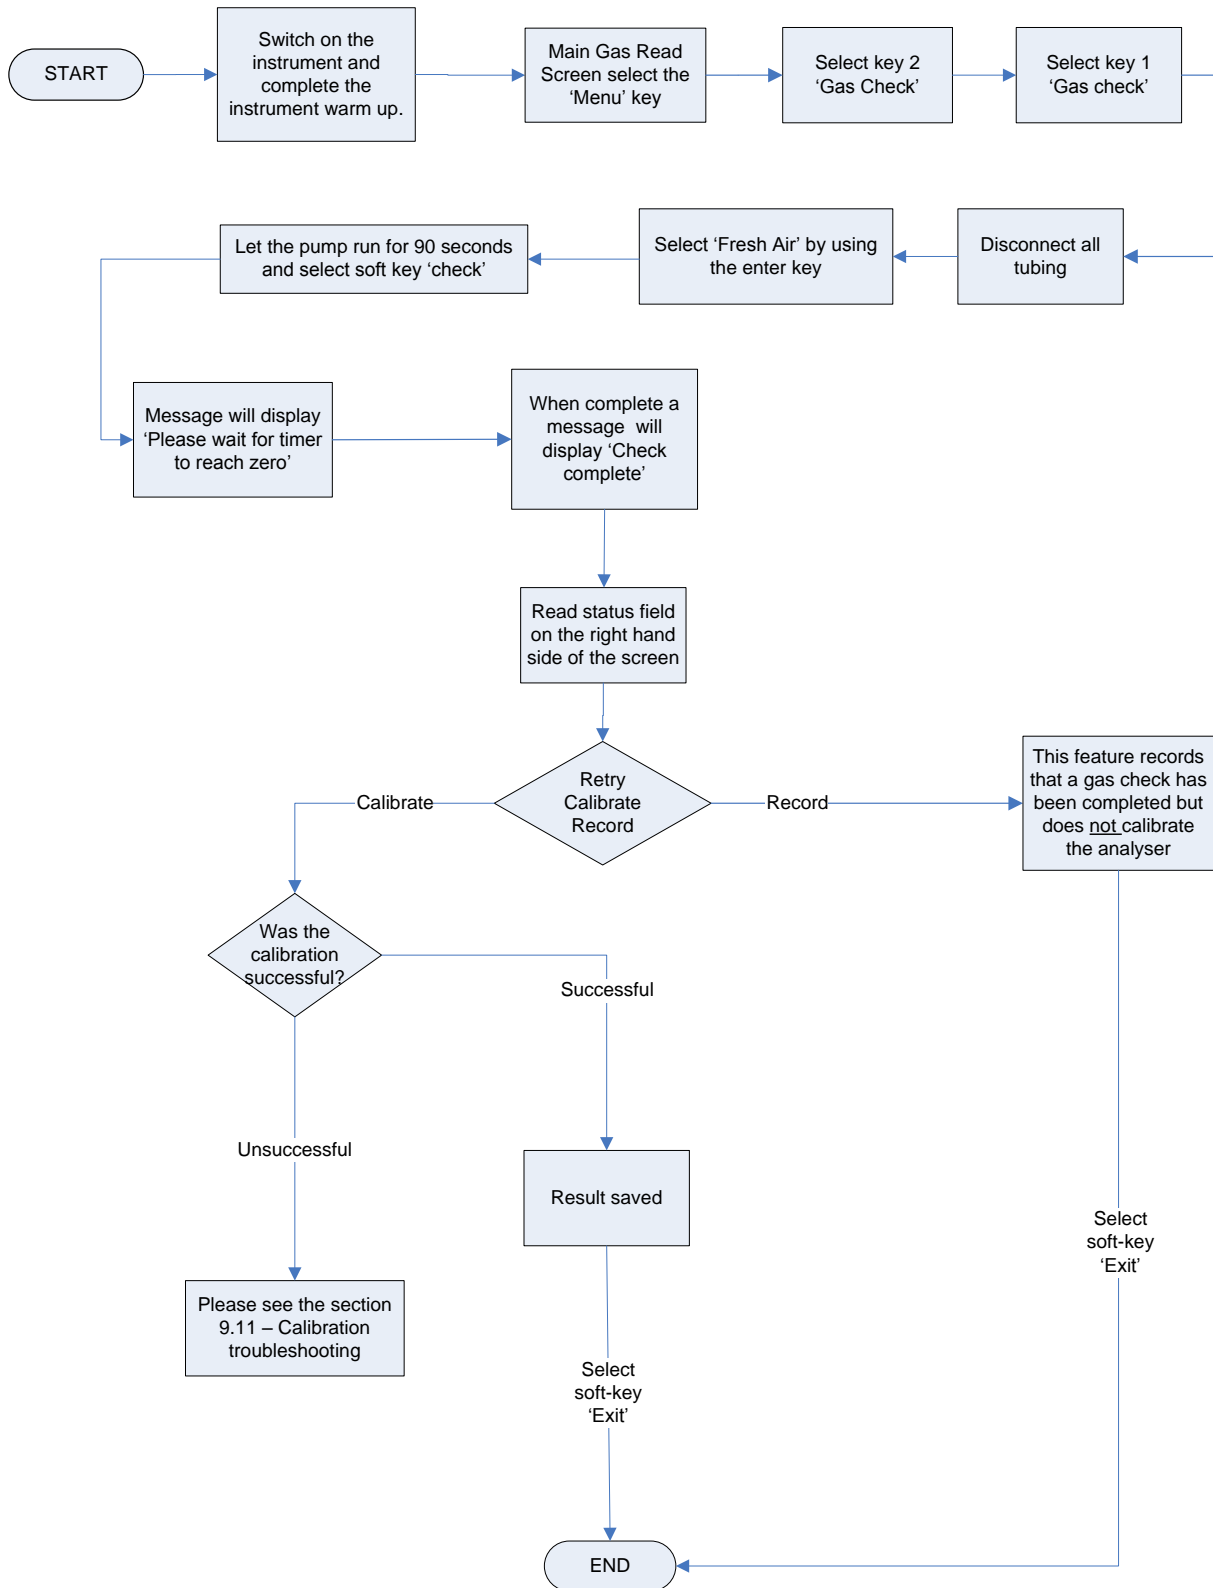 START
Switch on the
instrument and
complete the
instrument warm up.
Main Gas Read
Screen select the
‘Menu’ key
Select key 2
‘Gas Check’
Select key 1
‘Gas check’
Disconnect all
tubing
Select ‘Fresh Air’ by using
the enter key
Let the pump run for 90 seconds
and select soft key ‘check’
Message will display
‘Please wait for timer
to reach zero’
When complete a
message will
display ‘Check
complete’
Read status field
on the right hand
side of the screen
Retry
Calibrate
Record
Calibrate
Record
This feature records
that a gas check has
been completed but
does not calibrate
the analyser
Was the
calibration
successful?
Successful
Unsuccessful
Result saved
Please see the section
9.11 – Calibration
troubleshooting
Select
soft-key
‘Exit’
Select
soft-key
‘Exit’
END